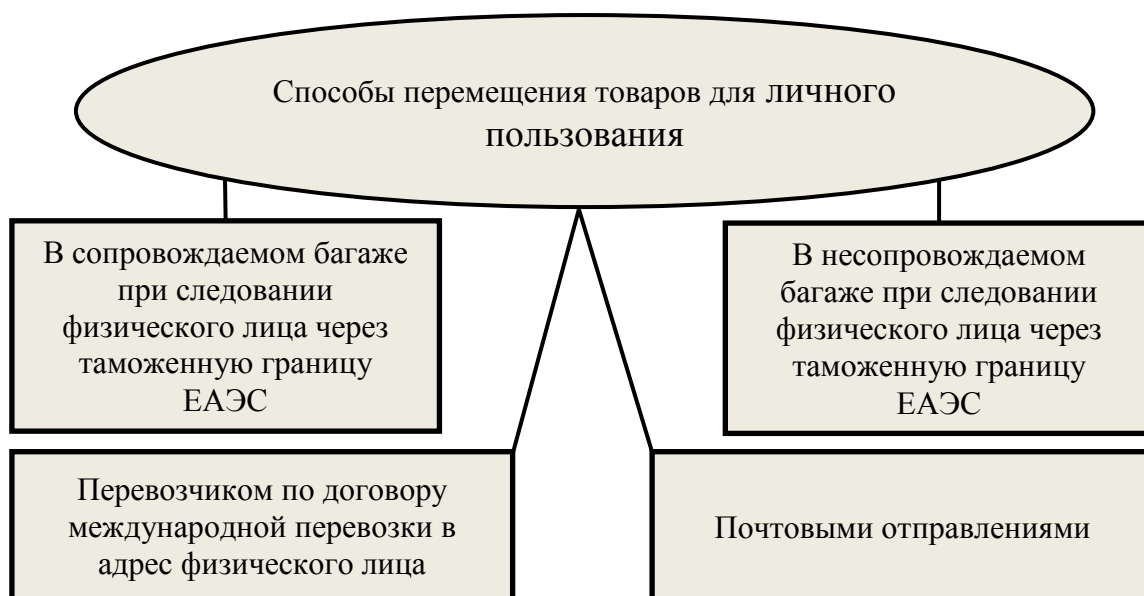 Способы перемещения товаров для личного
пользования
В сопровождаемом багаже
при следовании
физического лица через
таможенную границу
ЕАЭС
В несопровождаемом
багаже при следовании
физического лица через
таможенную границу
ЕАЭС
Перевозчиком по договору
международной перевозки в
адрес физического лица
Почтовыми отправлениями